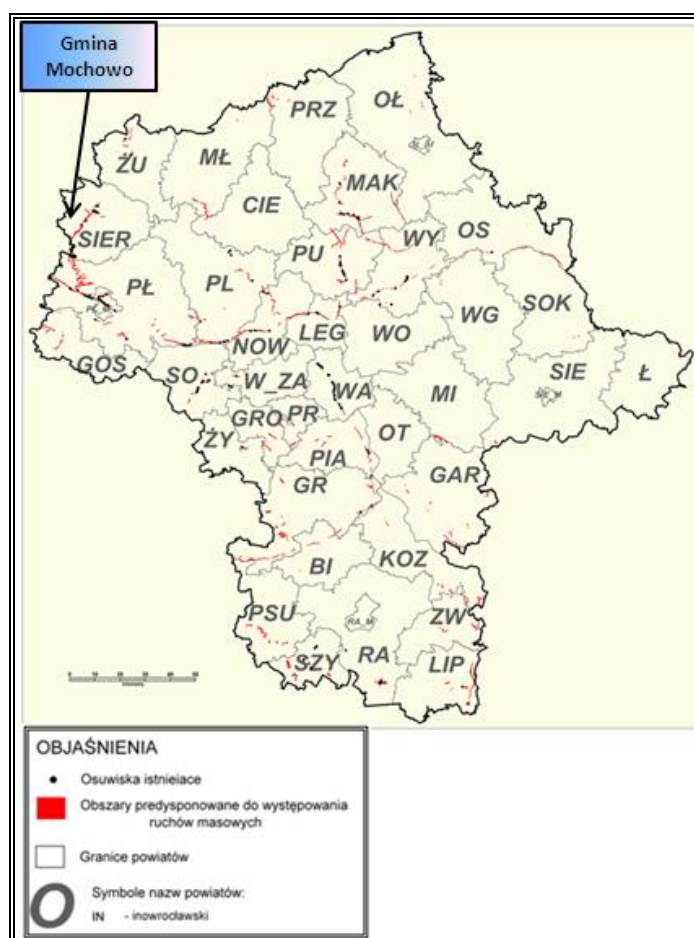 Gmina
Mochowo
OŁ
PRZ
MŁ
ŻU
MAK
CIE
SIER
WY
OS
PU
PŁ
PL
WG
SOK
LEG
WO
NOW
GOS
SO
W_ZA
WA
MI
SIE
Ł
GRO
PR
OT
ŻY
PIA
GR
GAR
BI
KOZ
PSU
RA_M
ZW
SZY
RA
LIP
OBJAŚNIENIA
Osuwiska istnieiace
Obszary predysponowane do występowania
ruchów masowych
Granice powiatów
O
Symbole nazw powiatów:
IN - inowrocławski